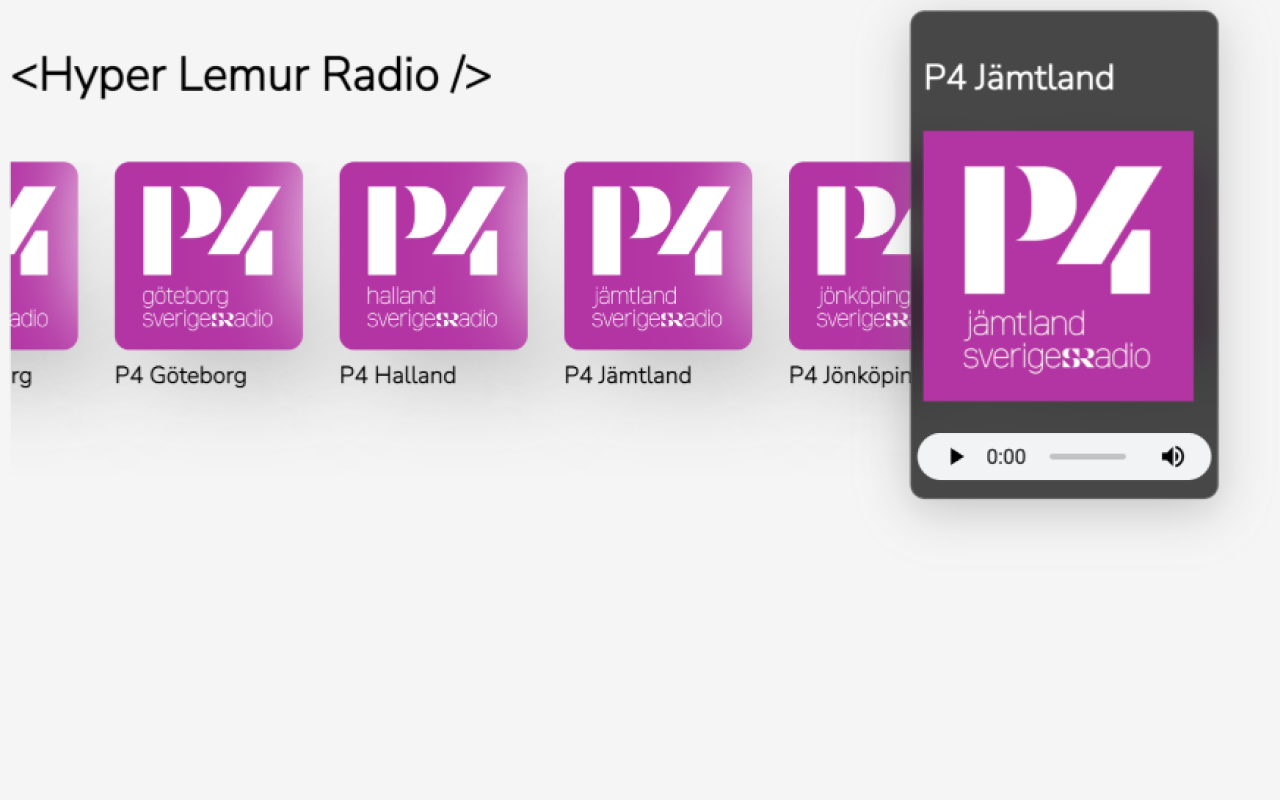 <Hyper Lemur Radio />
adio
rg
P4
göteborg
sverigesRadio
P4 Göteborg
P4
halland
sverigesRadio
P4 Halland
P4
jämtland
sverigesRadio
P4 Jämtland
P4
jönköping
sverigesR
P4 Jönköpin
P4 Jämtland
P4
jämtland
sverigesRadio
0:00